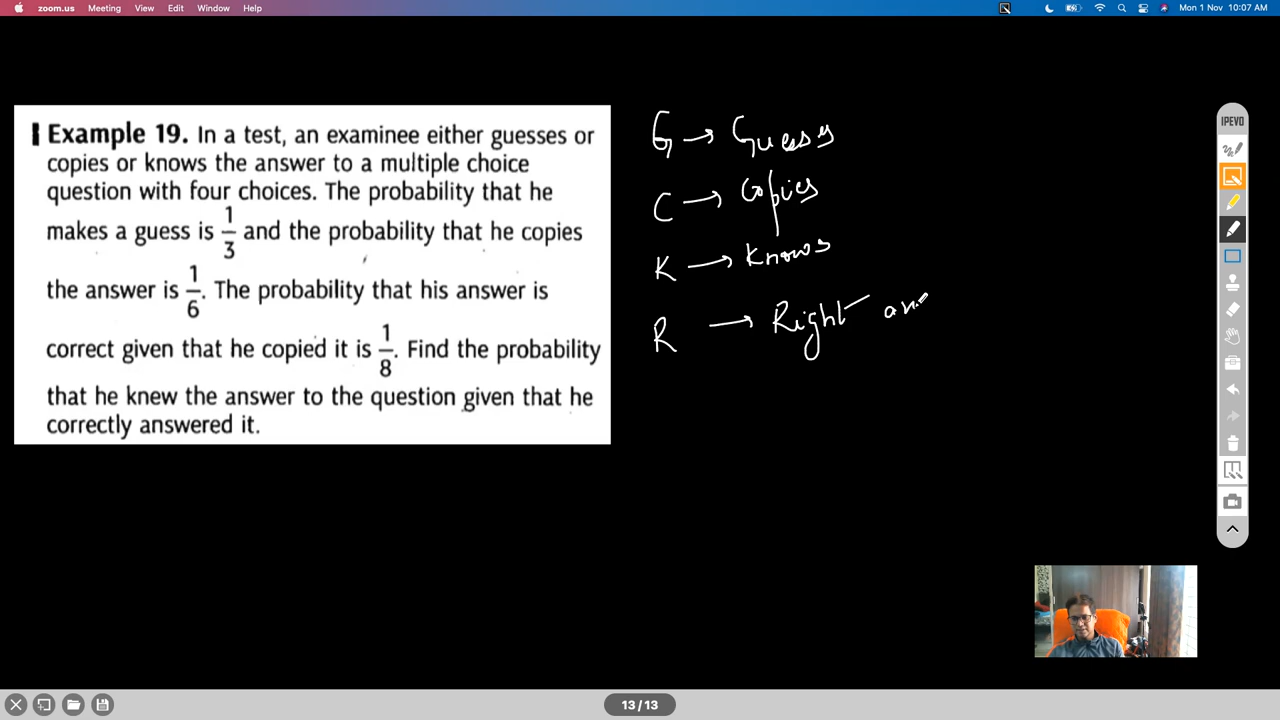 zoom.us Meeting View Edit Window Help Mon 1 Nov 10:07 AM
Example 19. In a test, an examinee either guesses or
copies or knows the answer to a multiple choice
question with four choices. The probability that he
makes a guess is 1/3 and the probability that he copies
the answer is 1/6. The probability that his answer is
correct given that he copied it is 1/8. Find the probability
that he knew the answer to the question given that he
correctly answered it.
G → Guess
C → Copies
K → Knows
R → Right ans
IPEVO
13/13